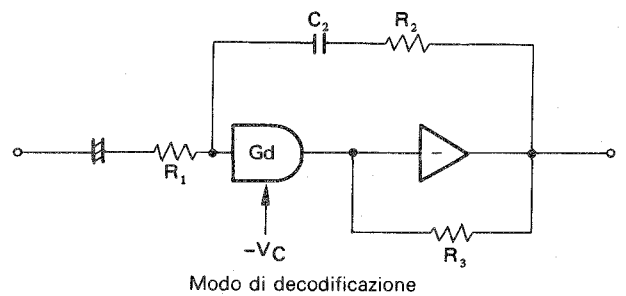 C₂ R₂
R₁ Gd −
−VC R₃
Modo di decodificazione